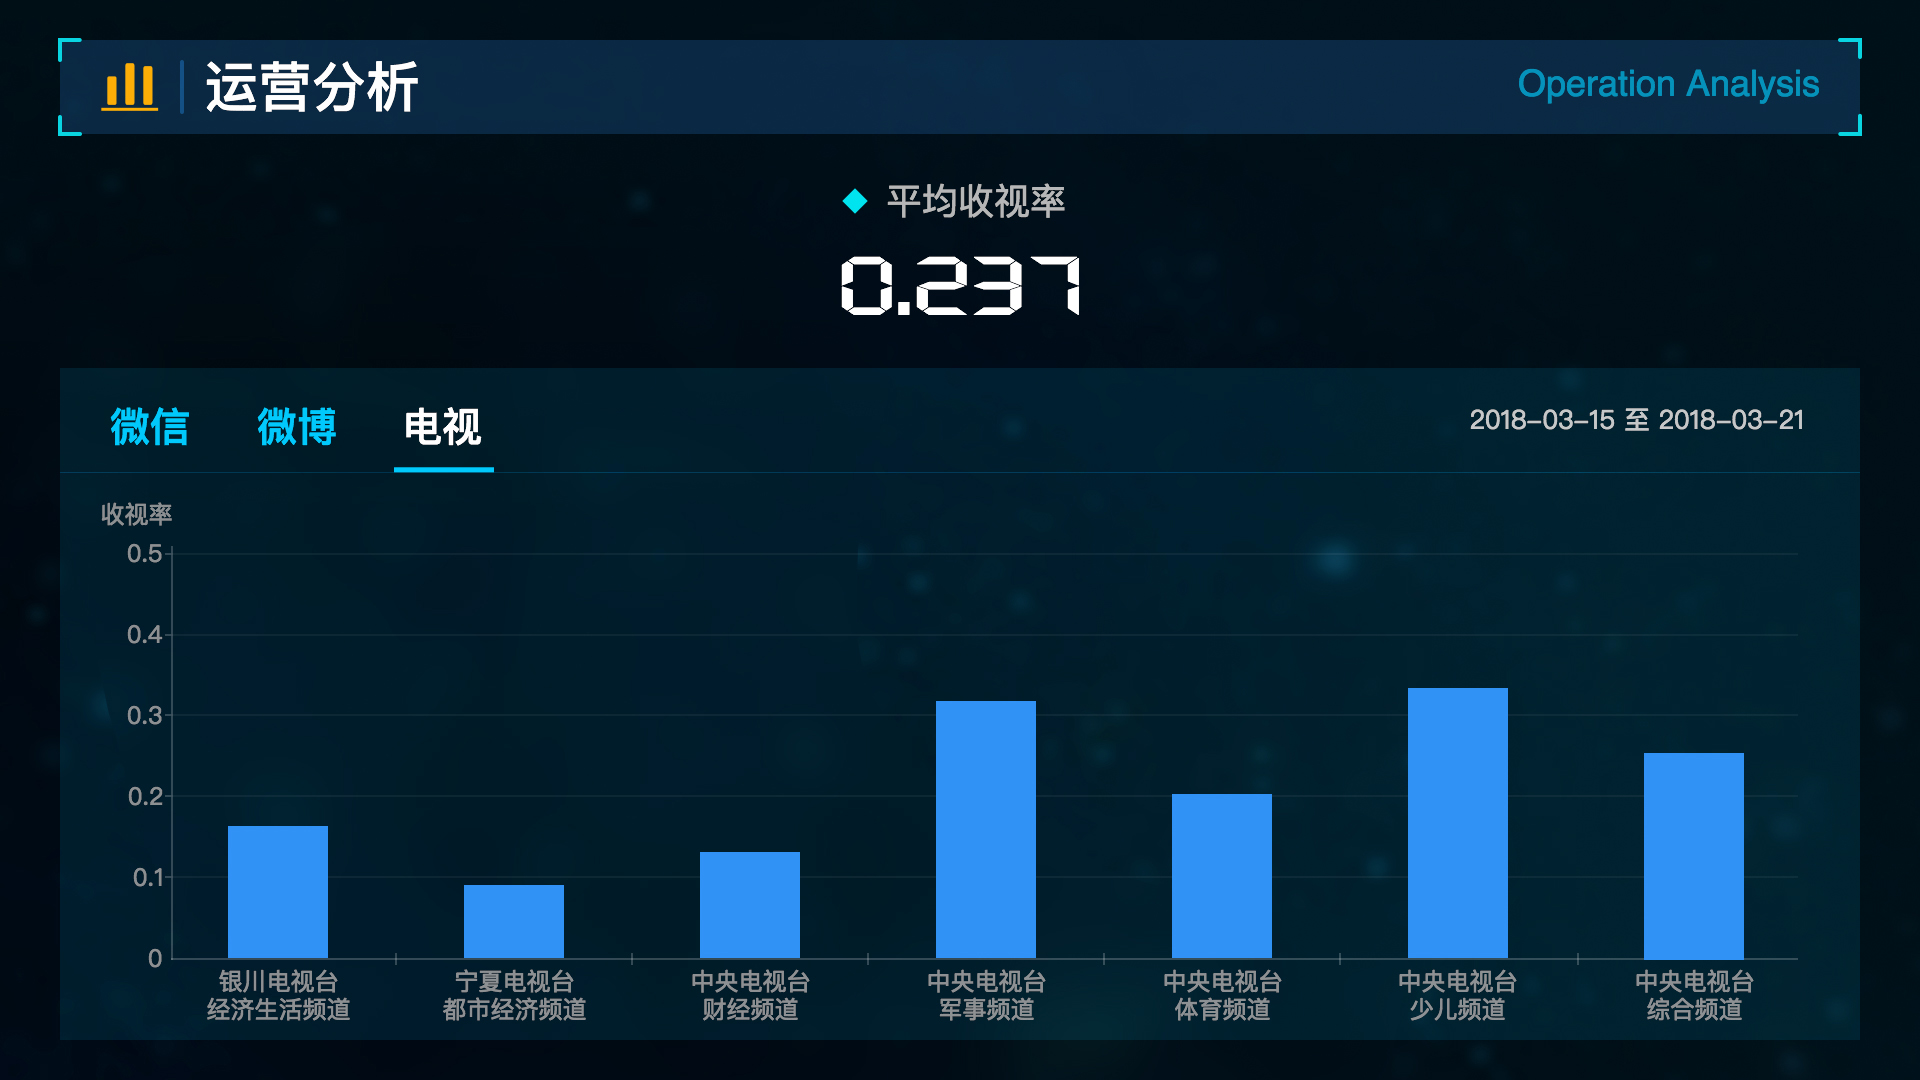 运营分析
Operation Analysis
平均收视率
0.237
微信 微博 电视
2018-03-15 至 2018-03-21
收视率
0.5
0.4
0.3
0.2
0.1
0
银川电视台
经济生活频道
宁夏电视台
都市经济频道
中央电视台
财经频道
中央电视台
军事频道
中央电视台
体育频道
中央电视台
少儿频道
中央电视台
综合频道